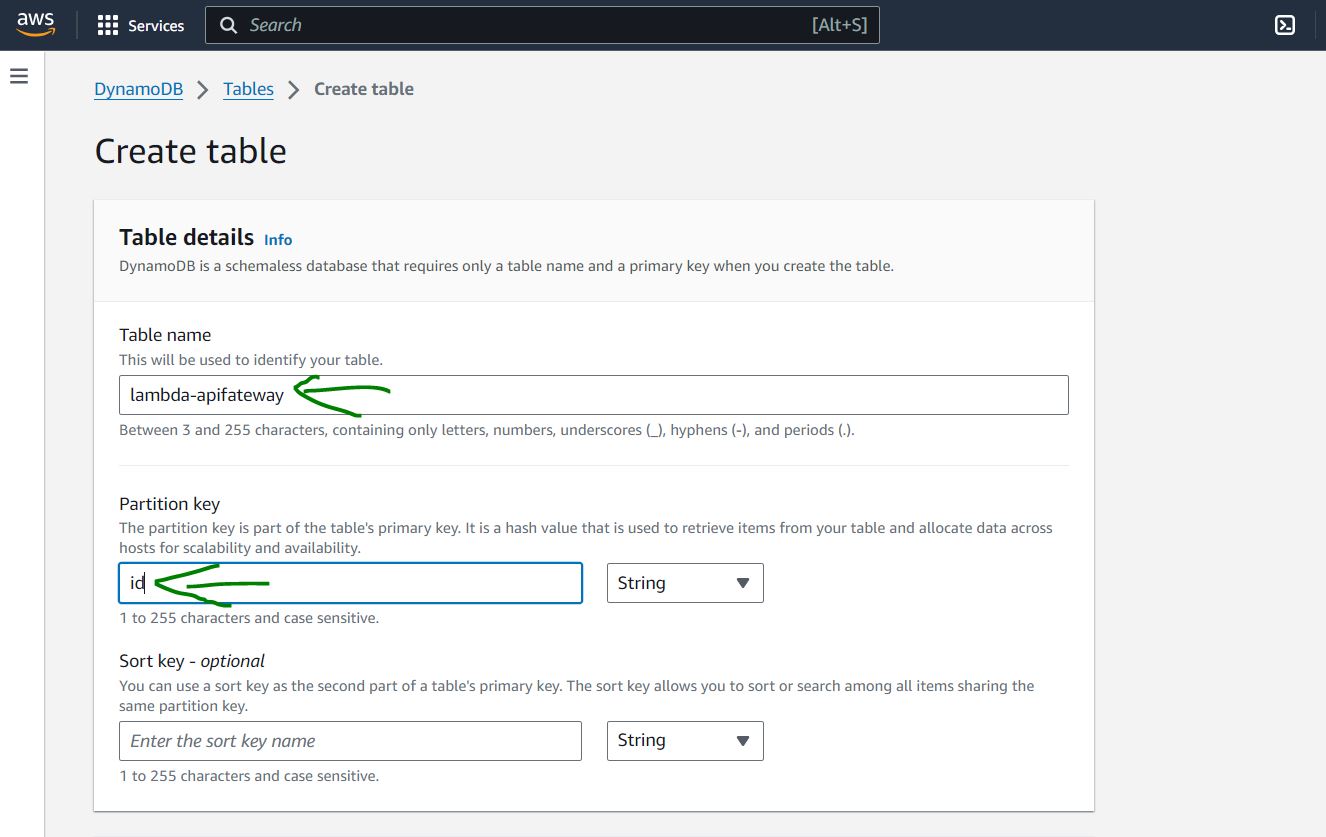 aws
Services
Search
[Alt+S]
DynamoDB
Tables
Create table
Create table
Table details Info
DynamoDB is a schemaless database that requires only a table name and a primary key when you create the table.
Table name
This will be used to identify your table.
lambda-apifateway
Between 3 and 255 characters, containing only letters, numbers, underscores (_), hyphens (-), and periods (.).
Partition key
The partition key is part of the table's primary key. It is a hash value that is used to retrieve items from your table and allocate data across
hosts for scalability and availability.
id
String
1 to 255 characters and case sensitive.
Sort key - optional
You can use a sort key as the second part of a table's primary key. The sort key allows you to sort or search among all items sharing the
same partition key.
Enter the sort key name
String
1 to 255 characters and case sensitive.